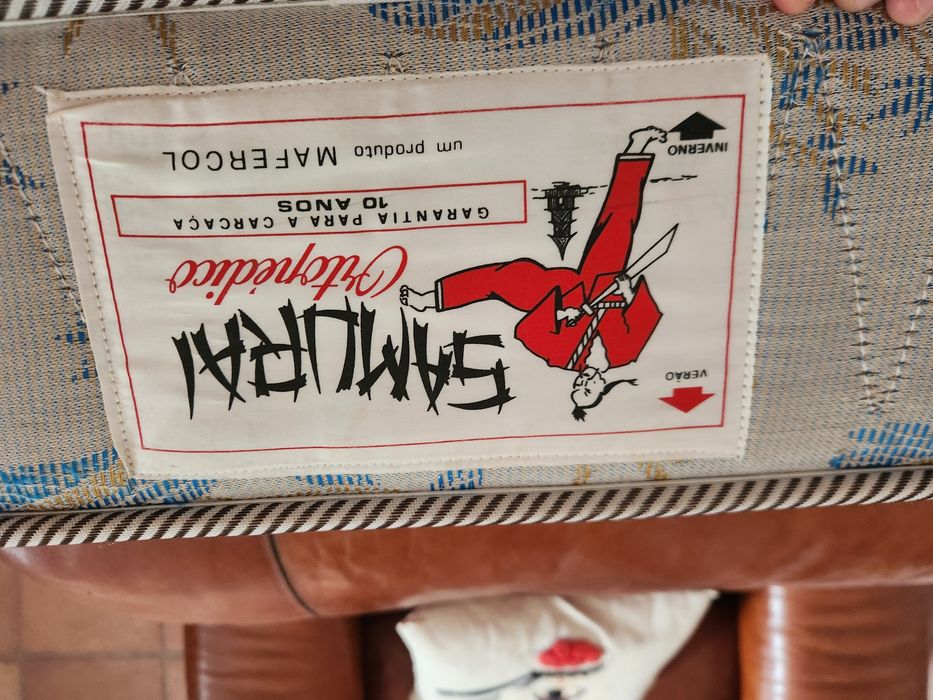 VERÃO
SAMURAI
Ortopédico
GARANTIA PARA A CARCAÇA
10 ANOS
um produto MAFERCOL
INVERNO